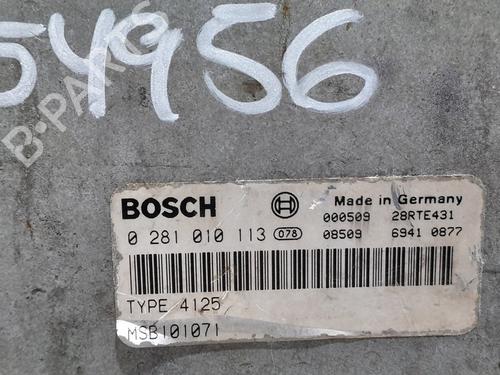 54956
B-PARTS
BOSCH
Made in Germany
000509 28RTE431
0 281 010 113 078
08509 6941 0877
TYPE 4125
MSB101071